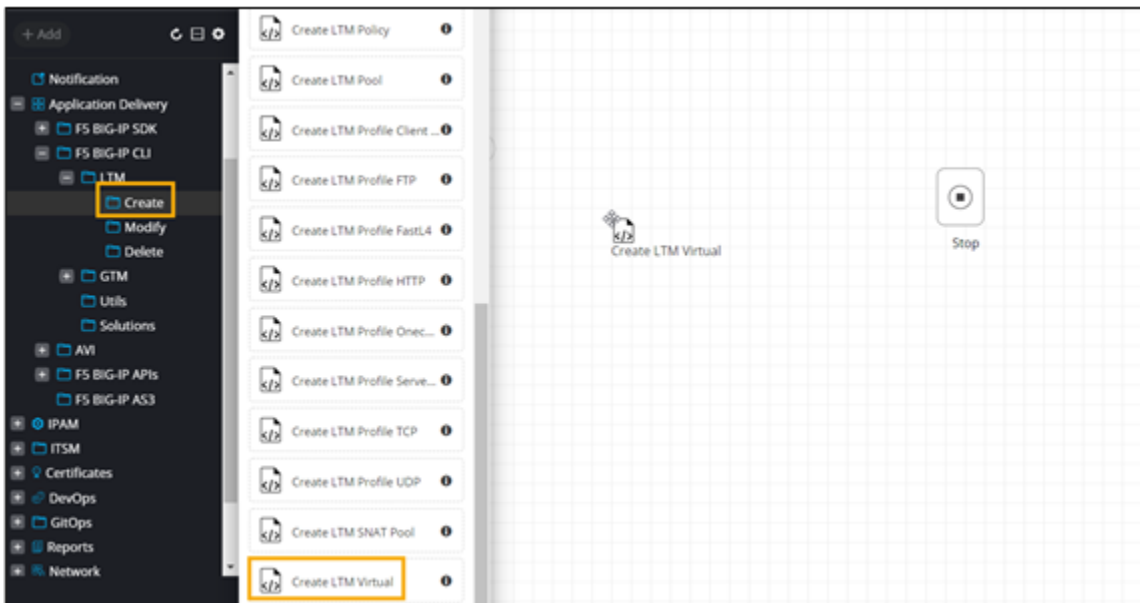 + Add
Notification
Application Delivery
F5 BIG-IP SDK
F5 BIG-IP CLI
LTM
Create
Modify
Delete
GTM
Utils
Solutions
AVI
F5 BIG-IP APIs
F5 BIG-IP AS3
IPAM
ITSM
Certificates
DevOps
GitOps
Reports
Network
Create LTM Policy
Create LTM Pool
Create LTM Profile Client ...
Create LTM Profile FTP
Create LTM Profile FastL4
Create LTM Profile HTTP
Create LTM Profile Onec...
Create LTM Profile Serve...
Create LTM Profile TCP
Create LTM Profile UDP
Create LTM SNAT Pool
Create LTM Virtual
Create LTM Virtual
Stop